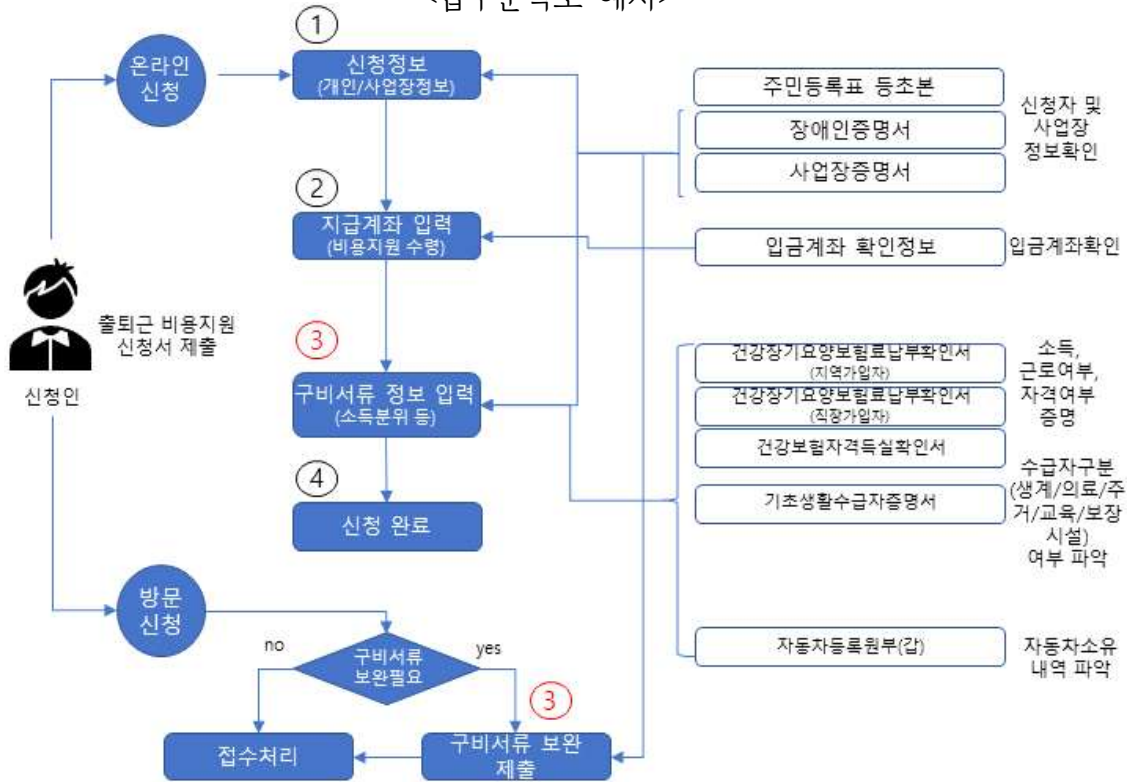 <접수분석도 예시>
①
온라인
신청
신청정보
(개인/사업장정보)
주민등록표 등초본
장애인증명서
사업장증명서
신청자 및
사업장
정보확인
②
지급계좌 입력
(비용지원 수령)
입금계좌 확인정보
입금계좌확인
출퇴근 비용지원
신청서 제출
신청인
③
구비서류 정보 입력
(소득분위 등)
건강장기요양보험료납부확인서
(지역가입자)
건강장기요양보험료납부확인서
(직장가입자)
건강보험자격득실확인서
소득,
근로여부,
자격여부
증명
기초생활수급자증명서
수급자구분
(생계/의료/주
거/교육/보장
시설)
여부 파악
④
신청 완료
방문
신청
no
구비서류
보완필요
yes
자동차등록원부(갑)
자동차소유
내역 파악
③
접수처리
구비서류 보완
제출